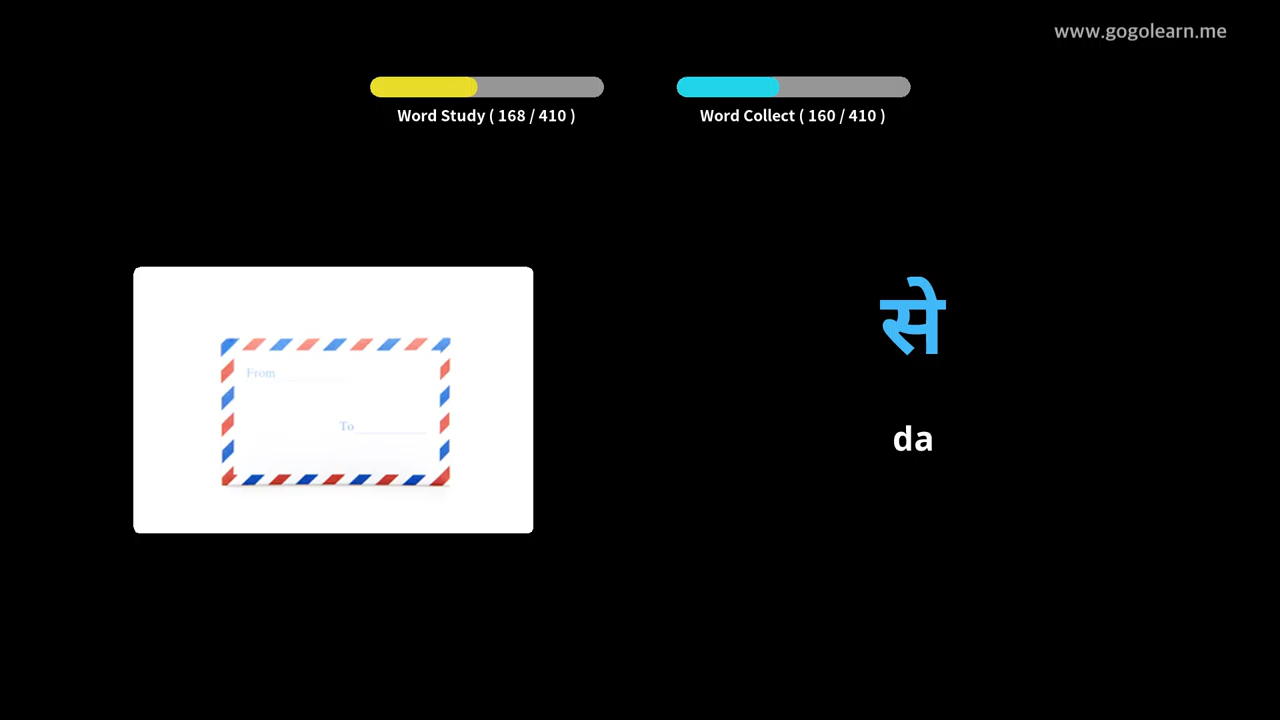 www.gogolearn.me
Word Study ( 168 / 410 )
Word Collect ( 160 / 410 )
From
To
से
da